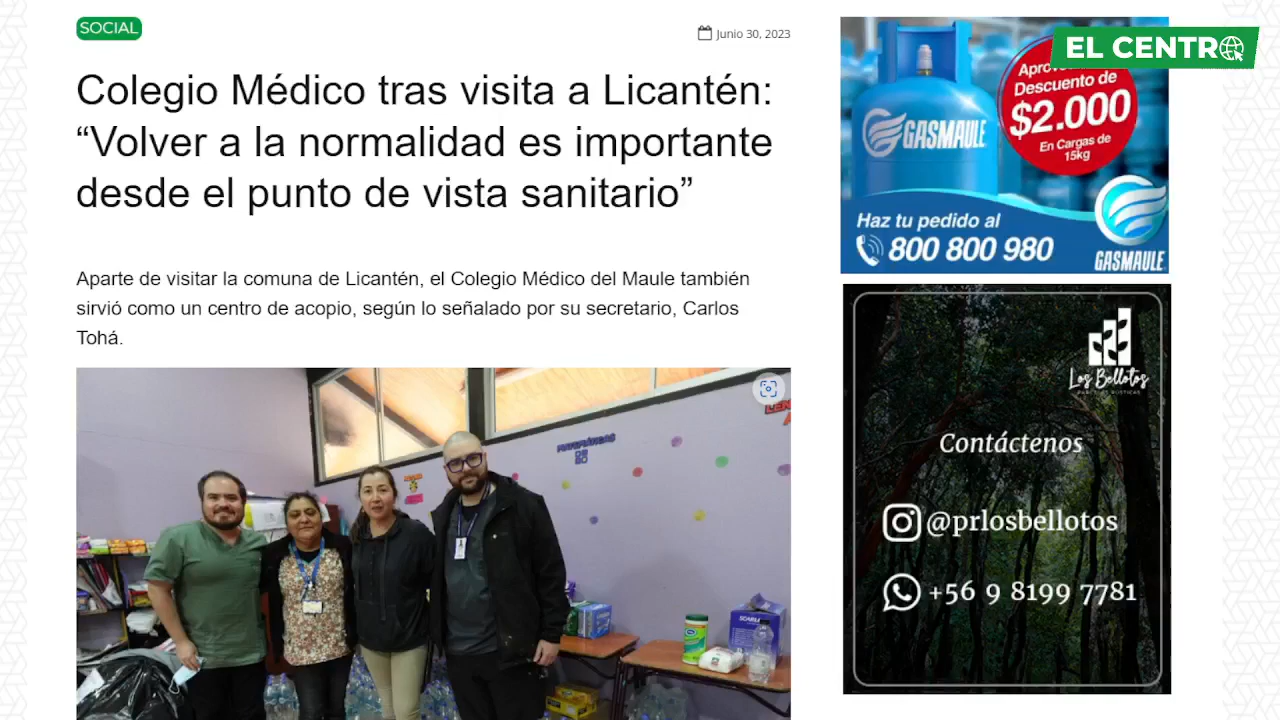 SOCIAL
Junio 30, 2023
Colegio Médico tras visita a Licantén:
“Volver a la normalidad es importante
desde el punto de vista sanitario”
Aparte de visitar la comuna de Licantén, el Colegio Médico del Maule también
sirvió como un centro de acopio, según lo señalado por su secretario, Carlos
Tohá.
EL CENTRO
Descuento de
$2.000
En Cargas de
15kg
GASMAULE
Haz tu pedido al
800 800 980
GASMAULE
Los Bellotos
Contáctenos
@prlosbellotos
+56 9 8199 7781
MATEMÁTICAS